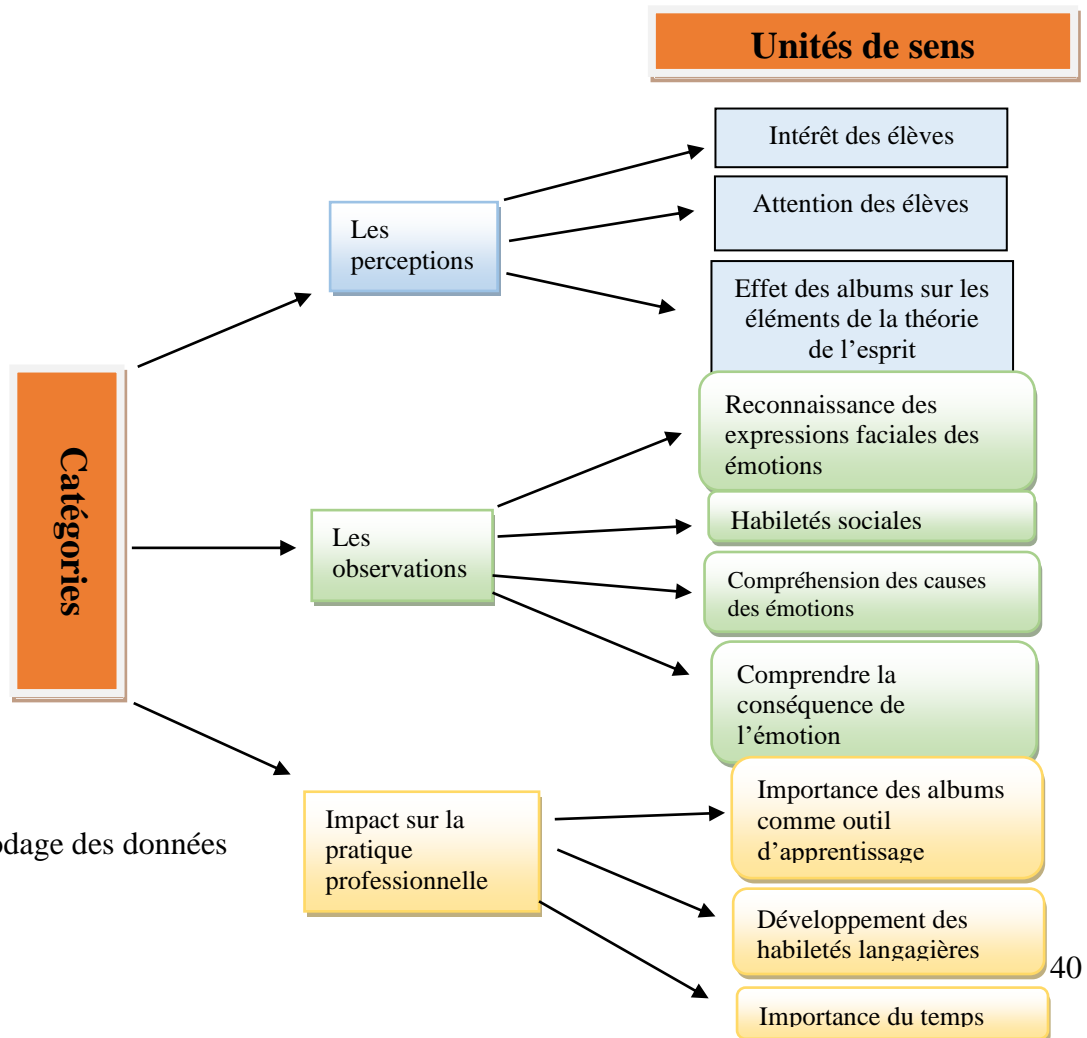 Unités de sens
Intérêt des élèves
Attention des élèves
Les
perceptions
Effet des albums sur les
éléments de la théorie
de l’esprit
Catégories
Reconnaissance des
expressions faciales des
émotions
Habiletés sociales
Les
observations
Compréhension des causes
des émotions
Comprendre la
conséquence de
l’émotion
Importance des albums
comme outil
d’apprentissage
Impact sur la
pratique
professionnelle
des données
Développement des
habiletés langagières
40
Importance du temps